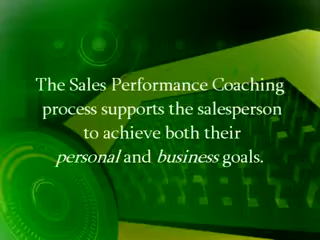 The Sales Performance Coaching
process supports the salesperson
to achieve both their
personal and business goals.